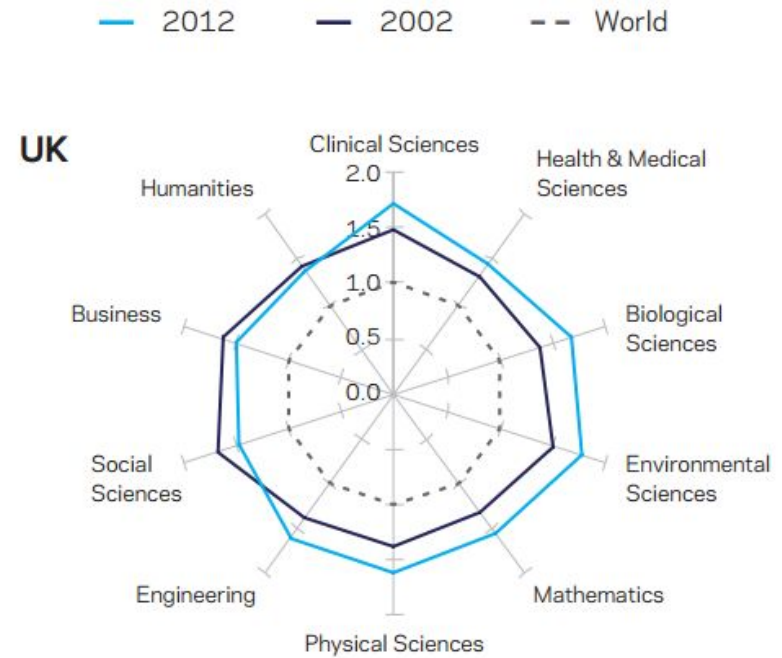 2012 2002 World
UK
Clinical Sciences
2.0
Health & Medical
Sciences
Humanities
1.5
1.0
Business
Biological
Sciences
0.5
0.0
Social
Sciences
Environmental
Sciences
Engineering
Mathematics
Physical Sciences